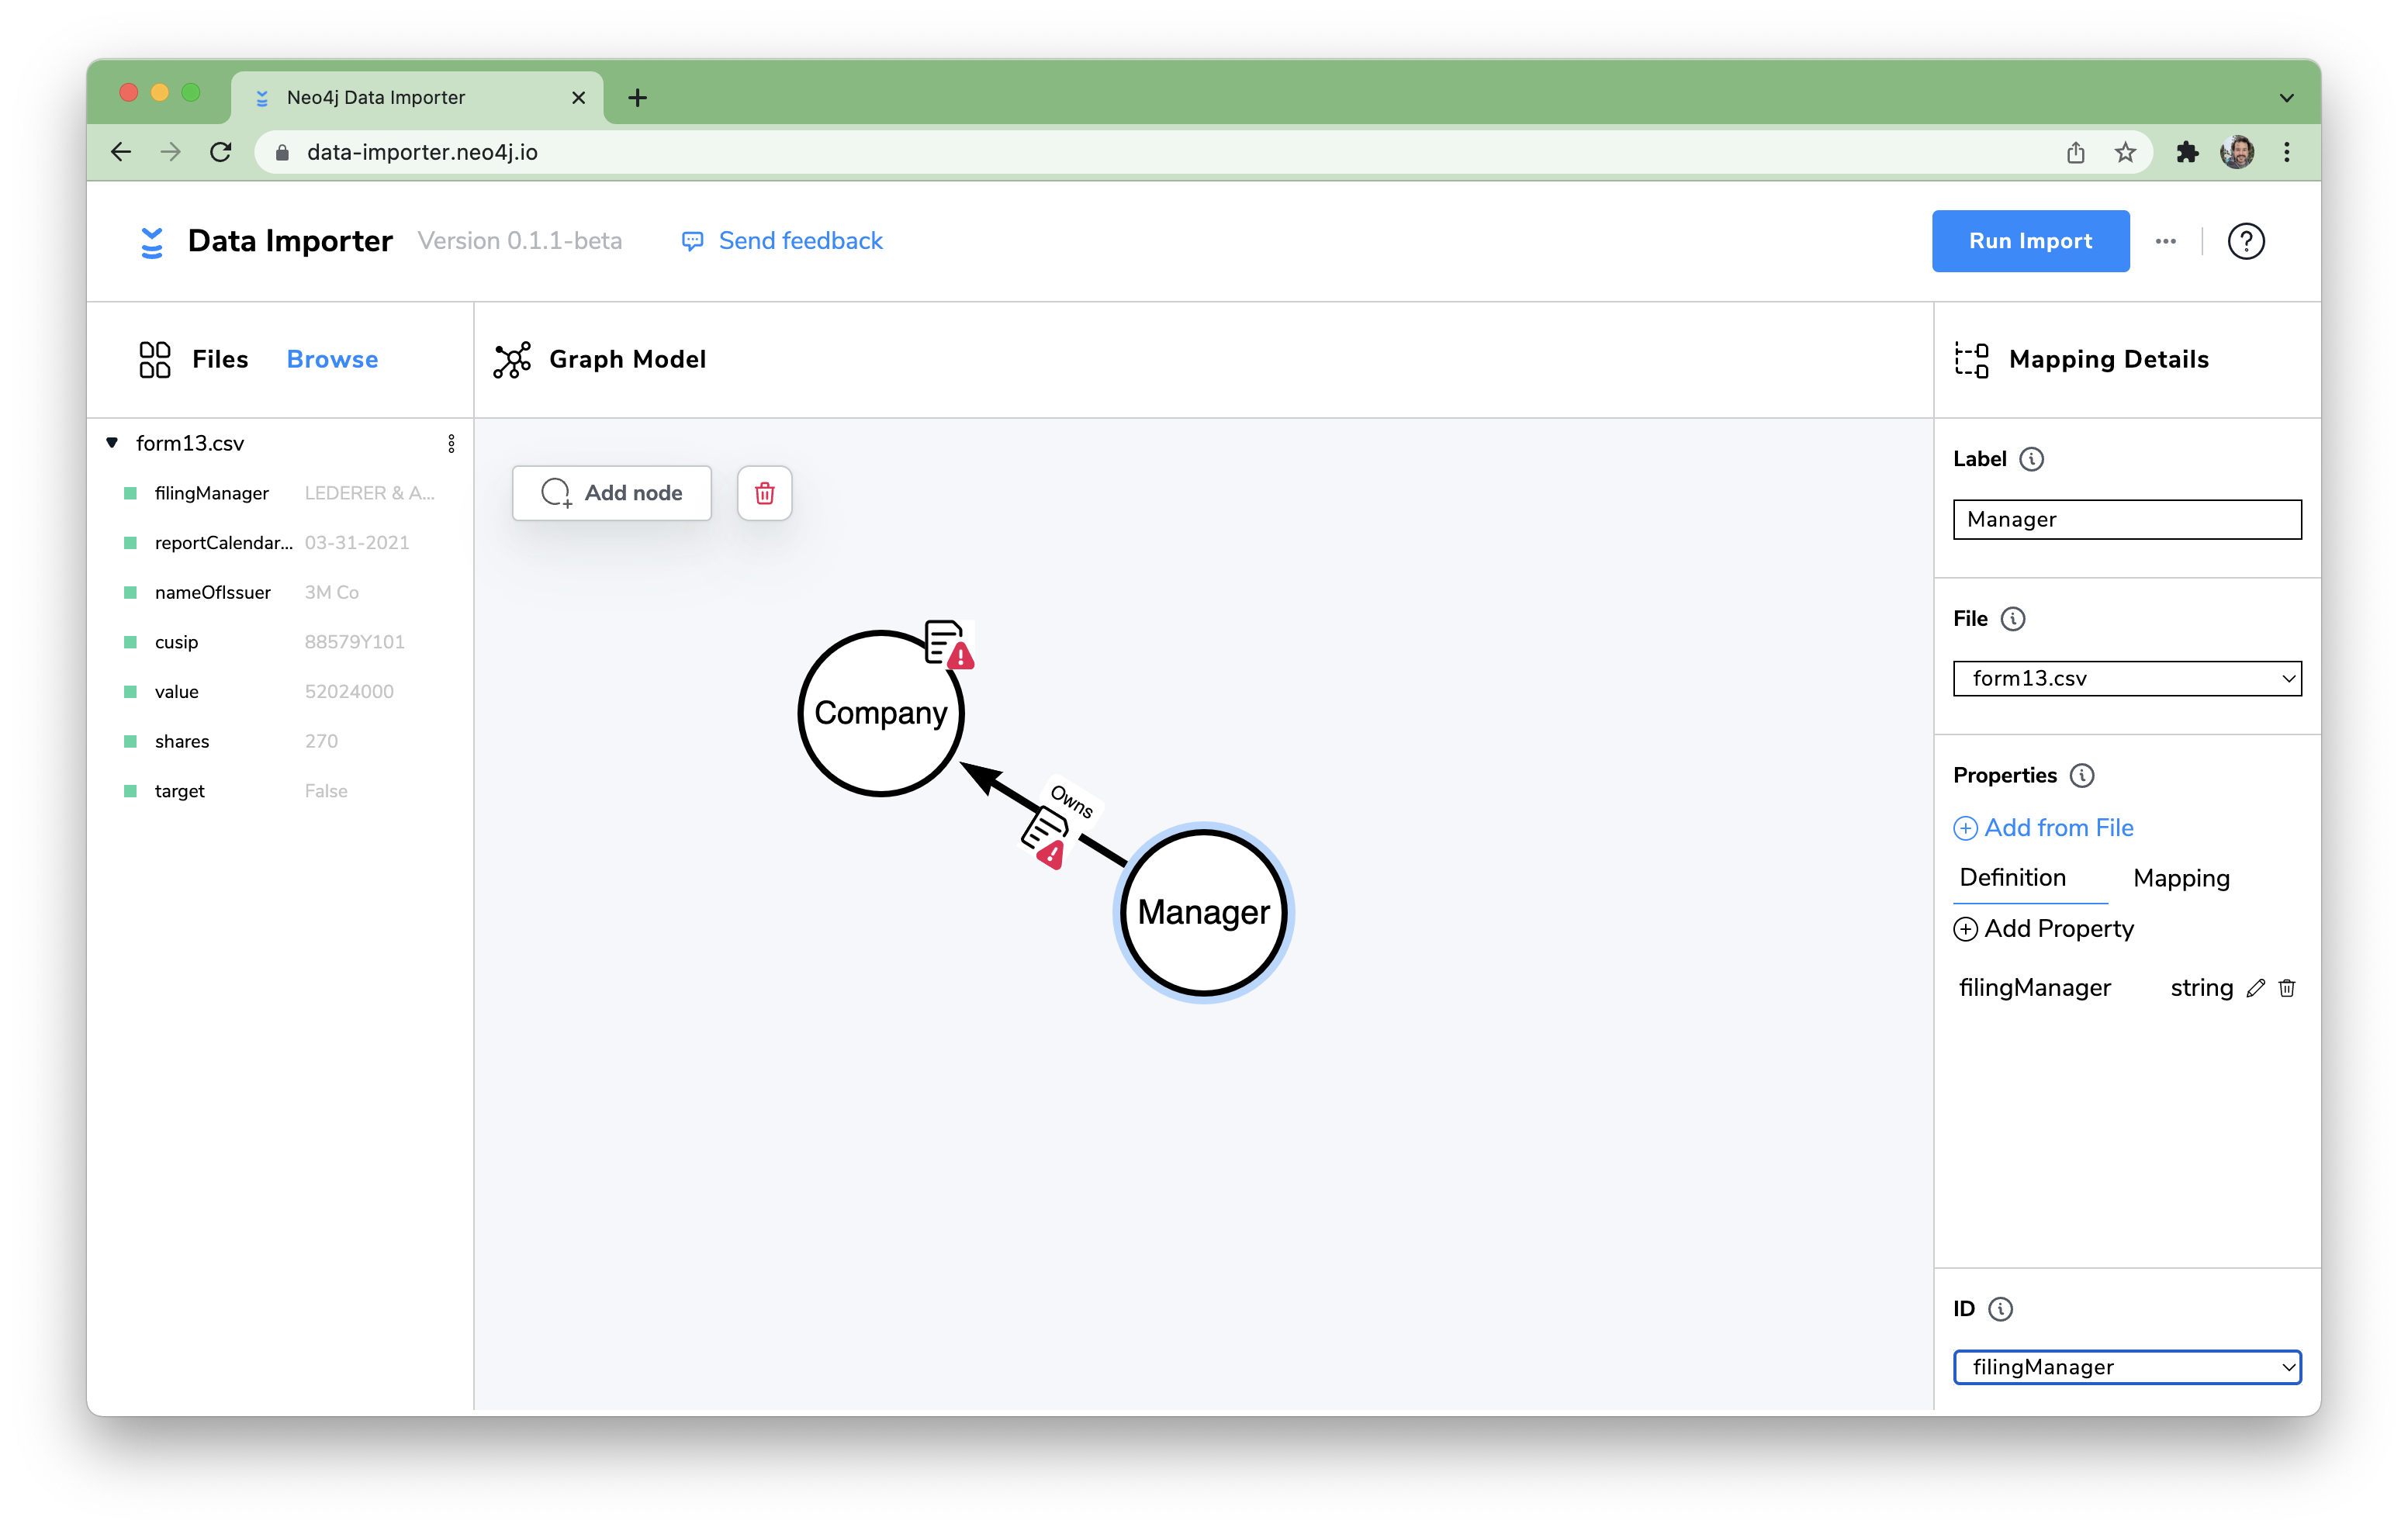 Neo4j Data Importer
data-importer.neo4j.io
Data Importer Version 0.1.1-beta Send feedback Run Import
Files Browse
Graph Model
Mapping Details
form13.csv
filingManager LEDERER & A...
reportCalendar... 03-31-2021
nameOfIssuer 3M Co
cusip 88579Y101
value 52024000
shares 270
target False
Add node
Company
Owns
Manager
Label
Manager
File
form13.csv
Properties
Add from File
Definition Mapping
Add Property
filingManager string
ID
filingManager